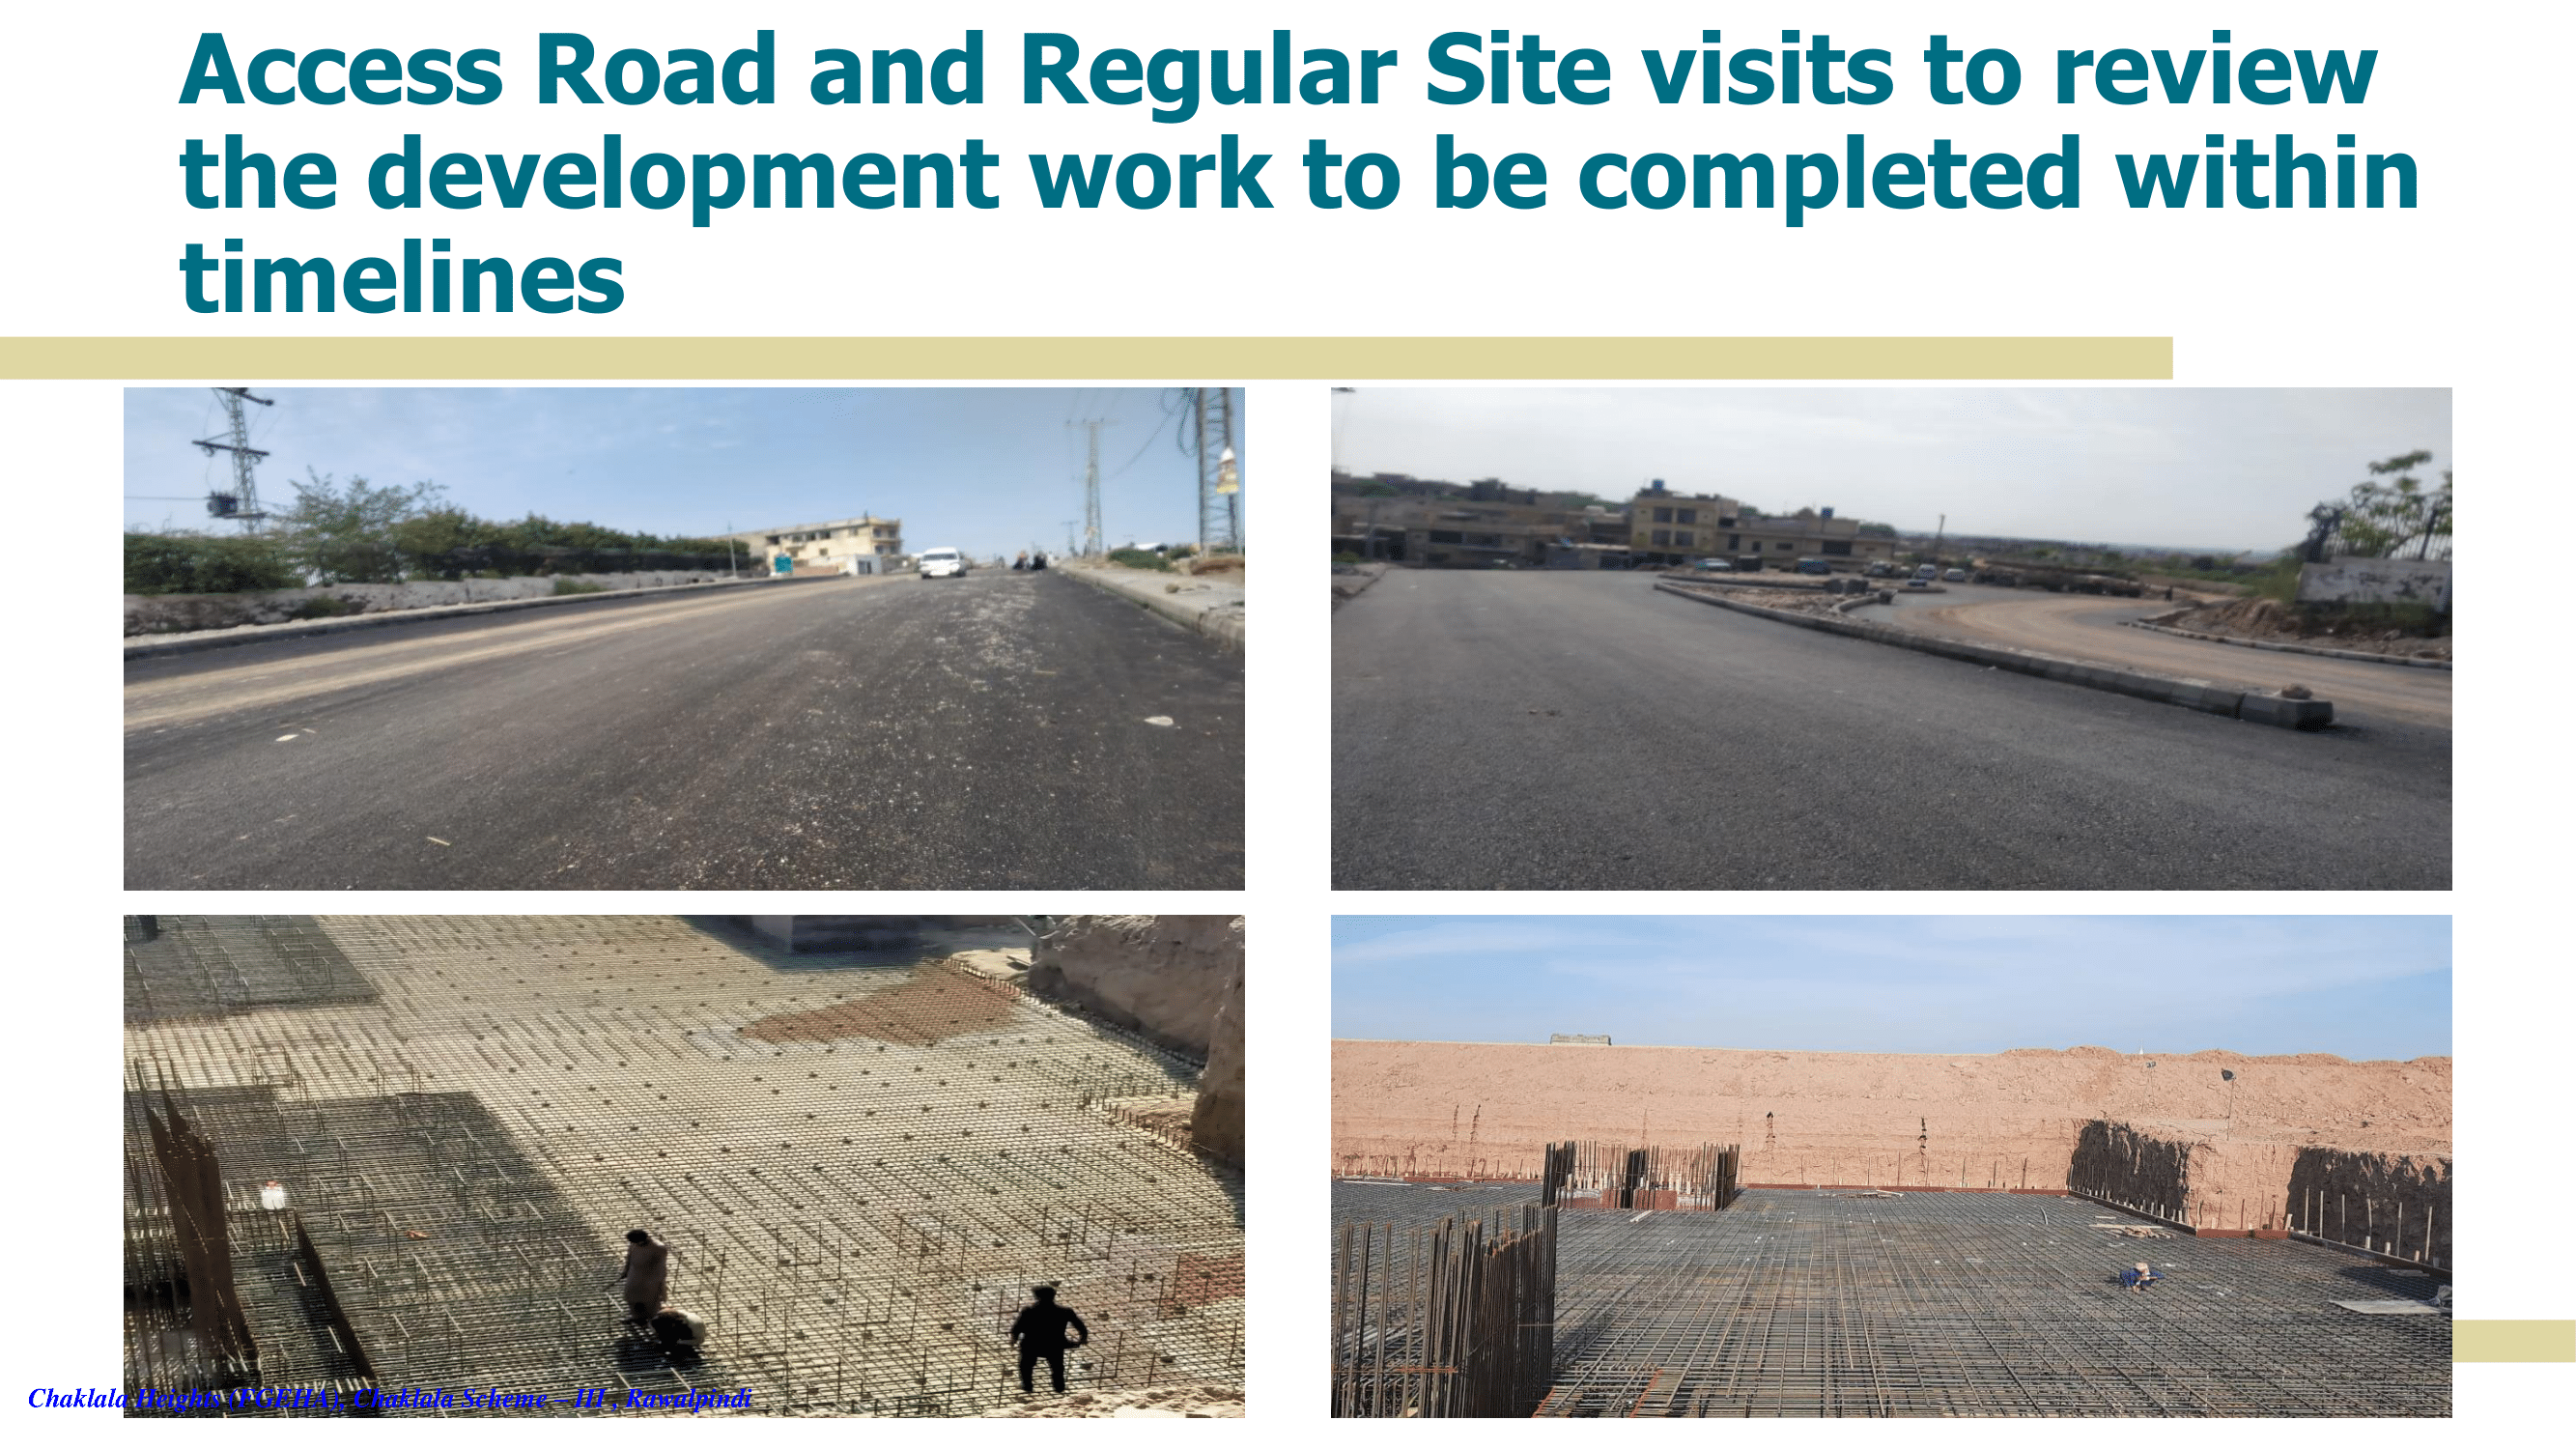 Access Road and Regular Site visits to review
the development work to be completed within
timelines
Chaklala Heights (FGEHA), Chaklala Scheme – III , Rawalpindi